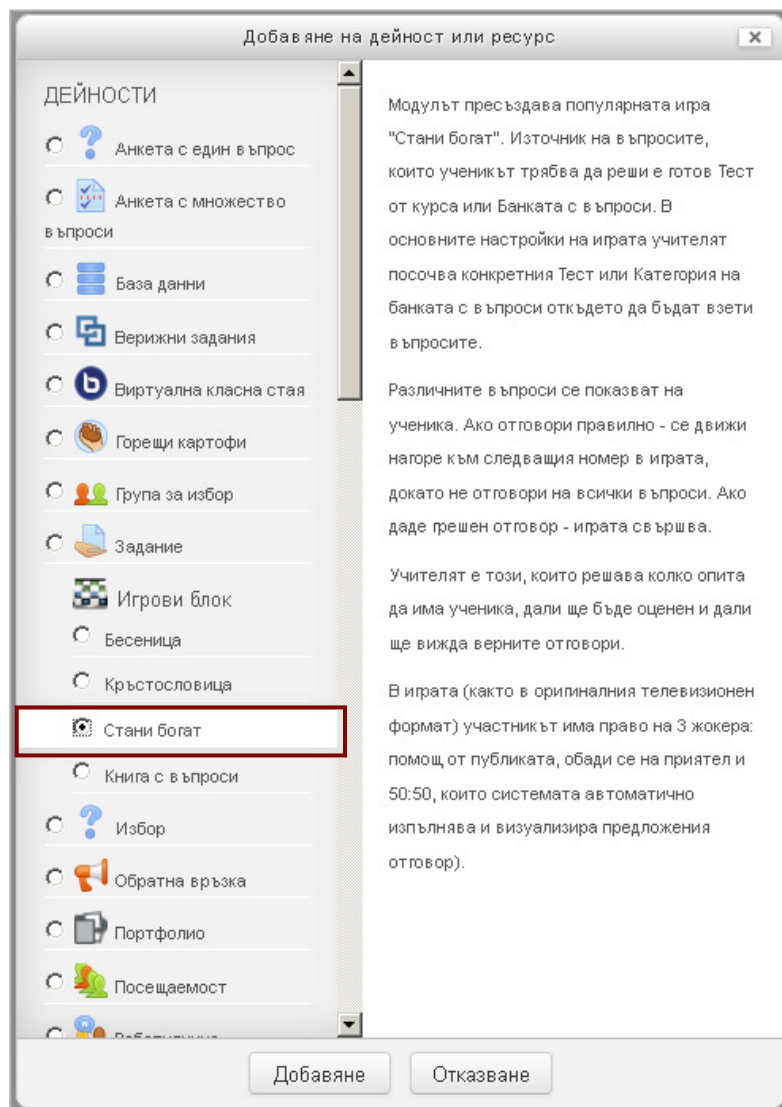 Добавяне на дейност или ресурс
ДЕЙНОСТИ
Анкета с един въпрос
Анкета с множество
въпроси
База данни
Верижни задания
Виртуална класна стая
Горещи картофи
Група за избор
Задание
Игрови блок
Бесеница
Кръстословица
Стани богат
Книга с въпроси
Избор
Обратна връзка
Портфолио
Посещаемост
Модулът пресъздава популярната игра
"Стани богат". Източник на въпросите,
които ученикът трябва да реши е готов Тест
от курса или Банката с въпроси. В
основните настройки на играта учителят
посочва конкретния Тест или Категория на
банката с въпроси откъдето да бъдат взети
въпросите.
Различните въпроси се показват на
ученика. Ако отговори правилно - се движи
нагоре към следващия номер в играта,
докато не отговори на всички въпроси. Ако
даде грешен отговор - играта свършва.
Учителят е този, които решава колко опита
да има ученика, дали ще бъде оценен и дали
ще вижда верните отговори.
В играта (както в оригиналния телевизионен
формат) участникът има право на 3 жокера:
помощ от публиката, обади се на приятел и
50:50, които системата автоматично
изпълнява и визуализира предложения
отговор).
Добавяне
Отказване